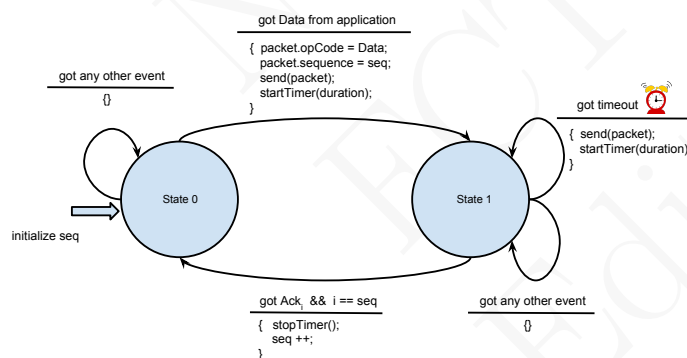 got Data from application
{ packet.opCode = Data;
packet.sequence = seq;
send(packet);
startTimer(duration);
}
got any other event
{}
got timeout
{ send(packet);
startTimer(duration)
}
State 0
State 1
initialize seq
got Ackᵢ && i == seq
{ stopTimer();
seq ++;
}
got any other event
{}